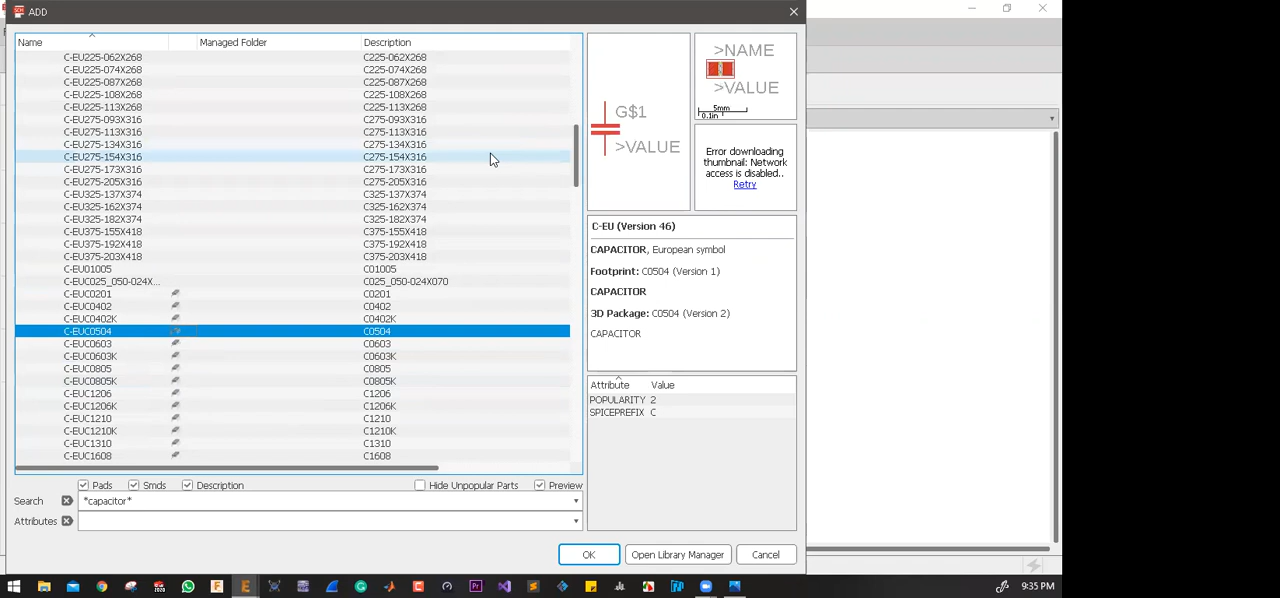 ADD
Name Managed Folder Description
C-EU225-062X268 C225-062X268
C-EU225-074X268 C225-074X268
C-EU225-087X268 C225-087X268
C-EU225-108X268 C225-108X268
C-EU225-113X268 C225-113X268
C-EU275-093X316 C275-093X316
C-EU275-113X316 C275-113X316
C-EU275-134X316 C275-134X316
C-EU275-154X316 C275-154X316
C-EU275-173X316 C275-173X316
C-EU275-205X316 C275-205X316
C-EU325-137X374 C325-137X374
C-EU325-162X374 C325-162X374
C-EU325-182X374 C325-182X374
C-EU375-155X418 C375-155X418
C-EU375-192X418 C375-192X418
C-EU375-203X418 C375-203X418
C-EU01005 C01005
C-EUC025_050-024X... C025_050-024X070
C-EUC0201 C0201
C-EUC0402 C0402
C-EUC0402K C0402K
C-EUC0504 C0504
C-EUC0603 C0603
C-EUC0603K C0603K
C-EUC0805 C0805
C-EUC0805K C0805K
C-EUC1206 C1206
C-EUC1206K C1206K
C-EUC1210 C1210
C-EUC1210K C1210K
C-EUC1310 C1310
C-EUC1608 C1608
Pads Smds Description Hide Unpopular Parts Preview
Search *capacitor*
Attributes
G$1
>VALUE
>NAME
>VALUE
5mm
0.1in
Error downloading
thumbnail: Network
access is disabled..
Retry
C-EU (Version 46)
CAPACITOR, European symbol
Footprint: C0504 (Version 1)
CAPACITOR
3D Package: C0504 (Version 2)
CAPACITOR
Attribute Value
POPULARITY 2
SPICEPREFIX C
OK Open Library Manager Cancel
9:35 PM